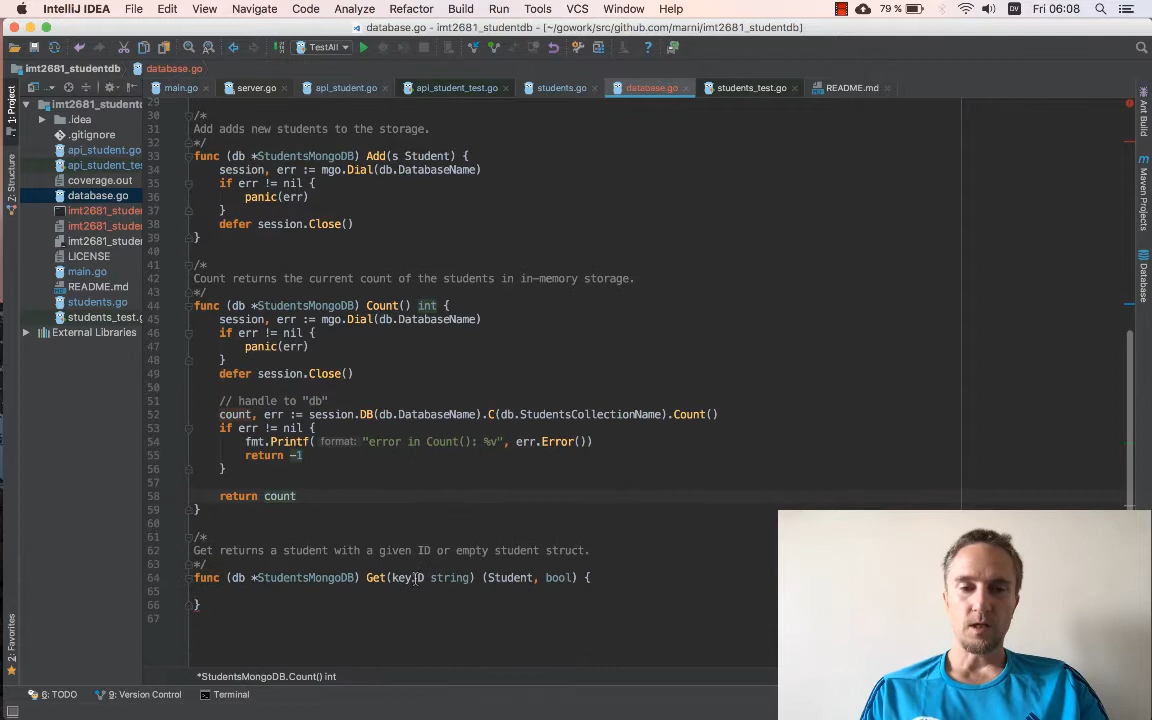 IntelliJ IDEA File Edit View Navigate Code Analyze Refactor Build Run Tools VCS Window Help 79 % DV Fri 06:08
database.go - [~/gowork/src/github.com/marni/imt2681_studentdb]
TestAll
imt2681_studentdb database.go
Project main.go server.go api_student.go api_student_test.go students.go database.go students_test.go README.md
1: Project
Z: Structure
2: Favorites
imt2681_studentdb
.idea
.gitignore
api_student.go
api_student_tes
coverage.out
database.go
imt2681_studer
imt2681_studer
imt2681_studer
LICENSE
main.go
README.md
students.go
students_test.g
External Libraries
29
30 /*
31 Add adds new students to the storage.
32 */
33 func (db *StudentsMongoDB) Add(s Student) {
34 session, err := mgo.Dial(db.DatabaseName)
35 if err != nil {
36 panic(err)
37 }
38 defer session.Close()
39 }
40
41 /*
42 Count returns the current count of the students in in-memory storage.
43 */
44 func (db *StudentsMongoDB) Count() int {
45 session, err := mgo.Dial(db.DatabaseName)
46 if err != nil {
47 panic(err)
48 }
49 defer session.Close()
50
51 // handle to "db"
52 count, err := session.DB(db.DatabaseName).C(db.StudentsCollectionName).Count()
53 if err != nil {
54 fmt.Printf( format: "error in Count(): %v", err.Error())
55 return -1
56 }
57
58 return count
59 }
60
61 /*
62 Get returns a student with a given ID or empty student struct.
63 */
64 func (db *StudentsMongoDB) Get(keyID string) (Student, bool) {
65
66 }
67
Ant Build
Maven Projects
Database
*StudentsMongoDB.Count() int
6: TODO 9: Version Control Terminal